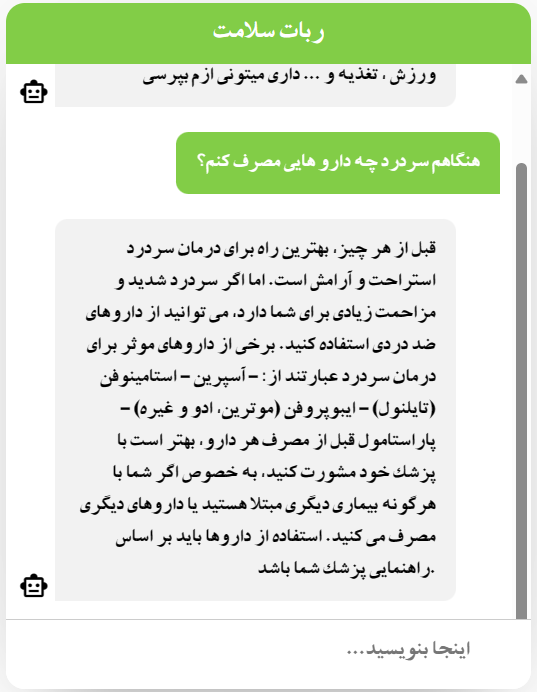 ربات سلامت
ورزش ، تغذیه و ... داری میتونی ازم بپرسی
هنگاهم سردرد چه دارو هایی مصرف کنم؟
قبل از هر چیز، بهترین راه برای درمان سردرد
استراحت و آرامش است. اما اگر سردرد شدید و
مزاحمت زیادی برای شما دارد، می توانید از داروهای
ضد دردی استفاده کنید. برخی از داروهای موثر برای
درمان سردرد عبارتند از: - آسپرین - استامینوفن
(تایلنول) - ایبوپروفن (موترین، ادو و غیره) -
پاراستامول قبل از مصرف هر دارو، بهتر است با
پزشک خود مشورت کنید، به خصوص اگر شما با
هرگونه بیماری دیگری مبتلا هستید یا داروهای دیگری
مصرف می کنید. استفاده از داروها باید بر اساس
.راهنمایی پزشک شما باشد
اینجا بنویسید...